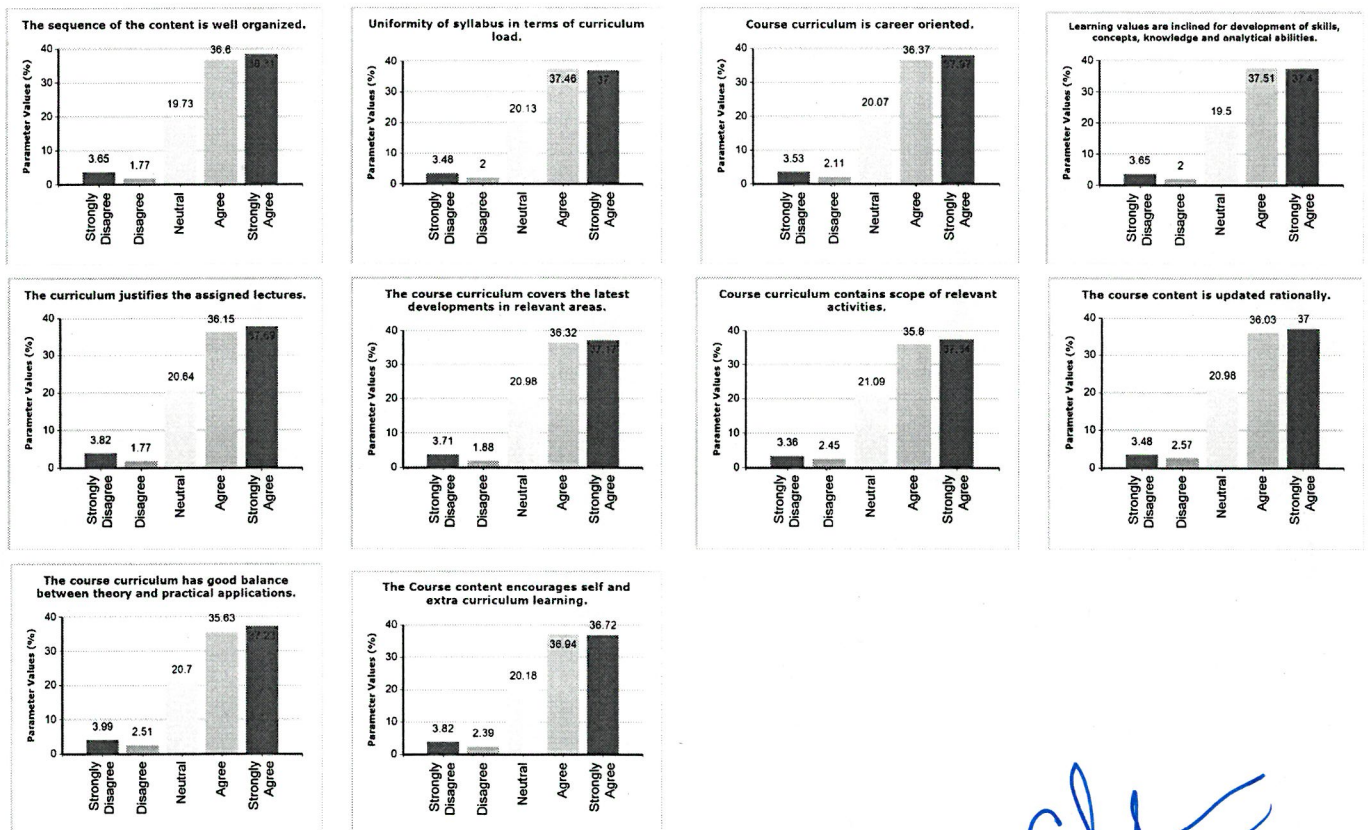 The sequence of the content is well organized.
Parameter Values (%)
40
30
20
10
0
3.65
1.77
19.73
36.6
Strongly
Disagree
Disagree
Neutral
Agree
Strongly
Agree
Uniformity of syllabus in terms of curriculum
load.
Parameter Values (%)
40
30
20
10
0
3.48
2
20.13
37.46
37
Strongly
Disagree
Disagree
Neutral
Agree
Strongly
Agree
Course curriculum is career oriented.
Parameter Values (%)
40
30
20
10
0
3.53
2.11
20.07
36.37
Strongly
Disagree
Disagree
Neutral
Agree
Strongly
Agree
Learning values are inclined for development of skills,
concepts, knowledge and analytical abilities.
Parameter Values (%)
40
30
20
10
0
3.65
2
19.5
37.51
37.4
Strongly
Disagree
Disagree
Neutral
Agree
Strongly
Agree
The curriculum justifies the assigned lectures.
Parameter Values (%)
40
30
20
10
0
3.82
1.77
20.64
36.15
Strongly
Disagree
Disagree
Neutral
Agree
Strongly
Agree
The course curriculum covers the latest
developments in relevant areas.
Parameter Values (%)
40
30
20
10
0
3.71
1.88
20.98
36.32
37.17
Strongly
Disagree
Disagree
Neutral
Agree
Strongly
Agree
Course curriculum contains scope of relevant
activities.
Parameter Values (%)
40
30
20
10
0
3.36
2.45
21.09
35.8
Strongly
Disagree
Disagree
Neutral
Agree
Strongly
Agree
The course content is updated rationally.
Parameter Values (%)
40
30
20
10
0
3.48
2.57
20.98
36.03
37
Strongly
Disagree
Disagree
Neutral
Agree
Strongly
Agree
The course curriculum has good balance
between theory and practical applications.
Parameter Values (%)
40
30
20
10
0
3.99
2.51
20.7
35.63
Strongly
Disagree
Disagree
Neutral
Agree
Strongly
Agree
The Course content encourages self and
extra curriculum learning.
Parameter Values (%)
40
30
20
10
0
3.82
2.39
20.18
36.94
36.72
Strongly
Disagree
Disagree
Neutral
Agree
Strongly
Agree